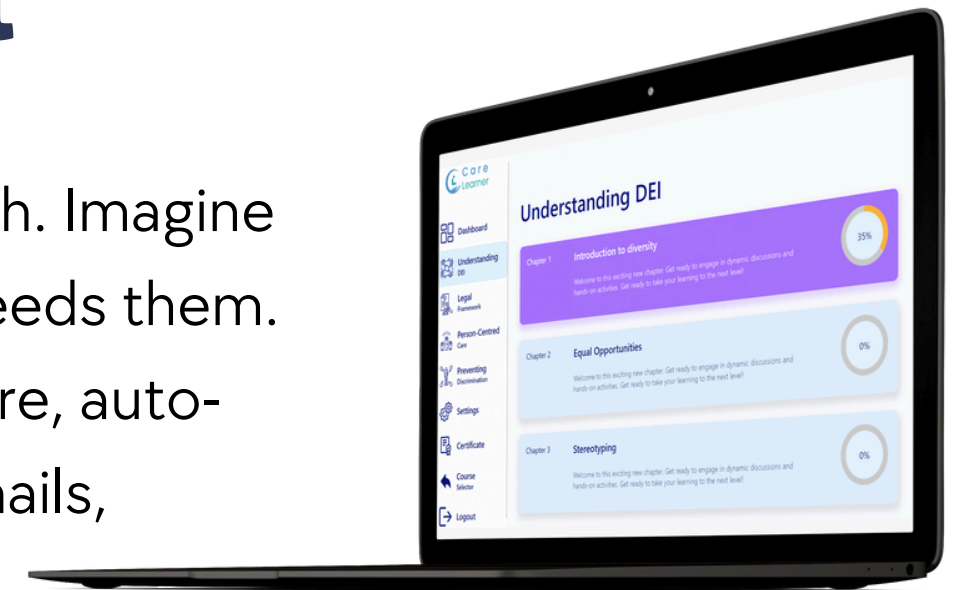 h. Imagine
eeds them.
re, auto-
nails,
Care
Learner
Dashboard
Understanding
DEI
Legal
Framework
Person-Centred
Care
Preventing
Discrimination
Settings
Certificate
Course
Selector
Logout
Understanding DEI
Chapter 1
Introduction to diversity
Welcome to this exciting new chapter. Get ready to engage in dynamic discussions and
hands-on activities. Get ready to take your learning to the next level!
35%
Chapter 2
Equal Opportunities
Welcome to this exciting new chapter. Get ready to engage in dynamic discussions and
hands-on activities. Get ready to take your learning to the next level!
0%
Chapter 3
Stereotyping
Welcome to this exciting new chapter. Get ready to engage in dynamic discussions and
hands-on activities. Get ready to take your learning to the next level!
0%